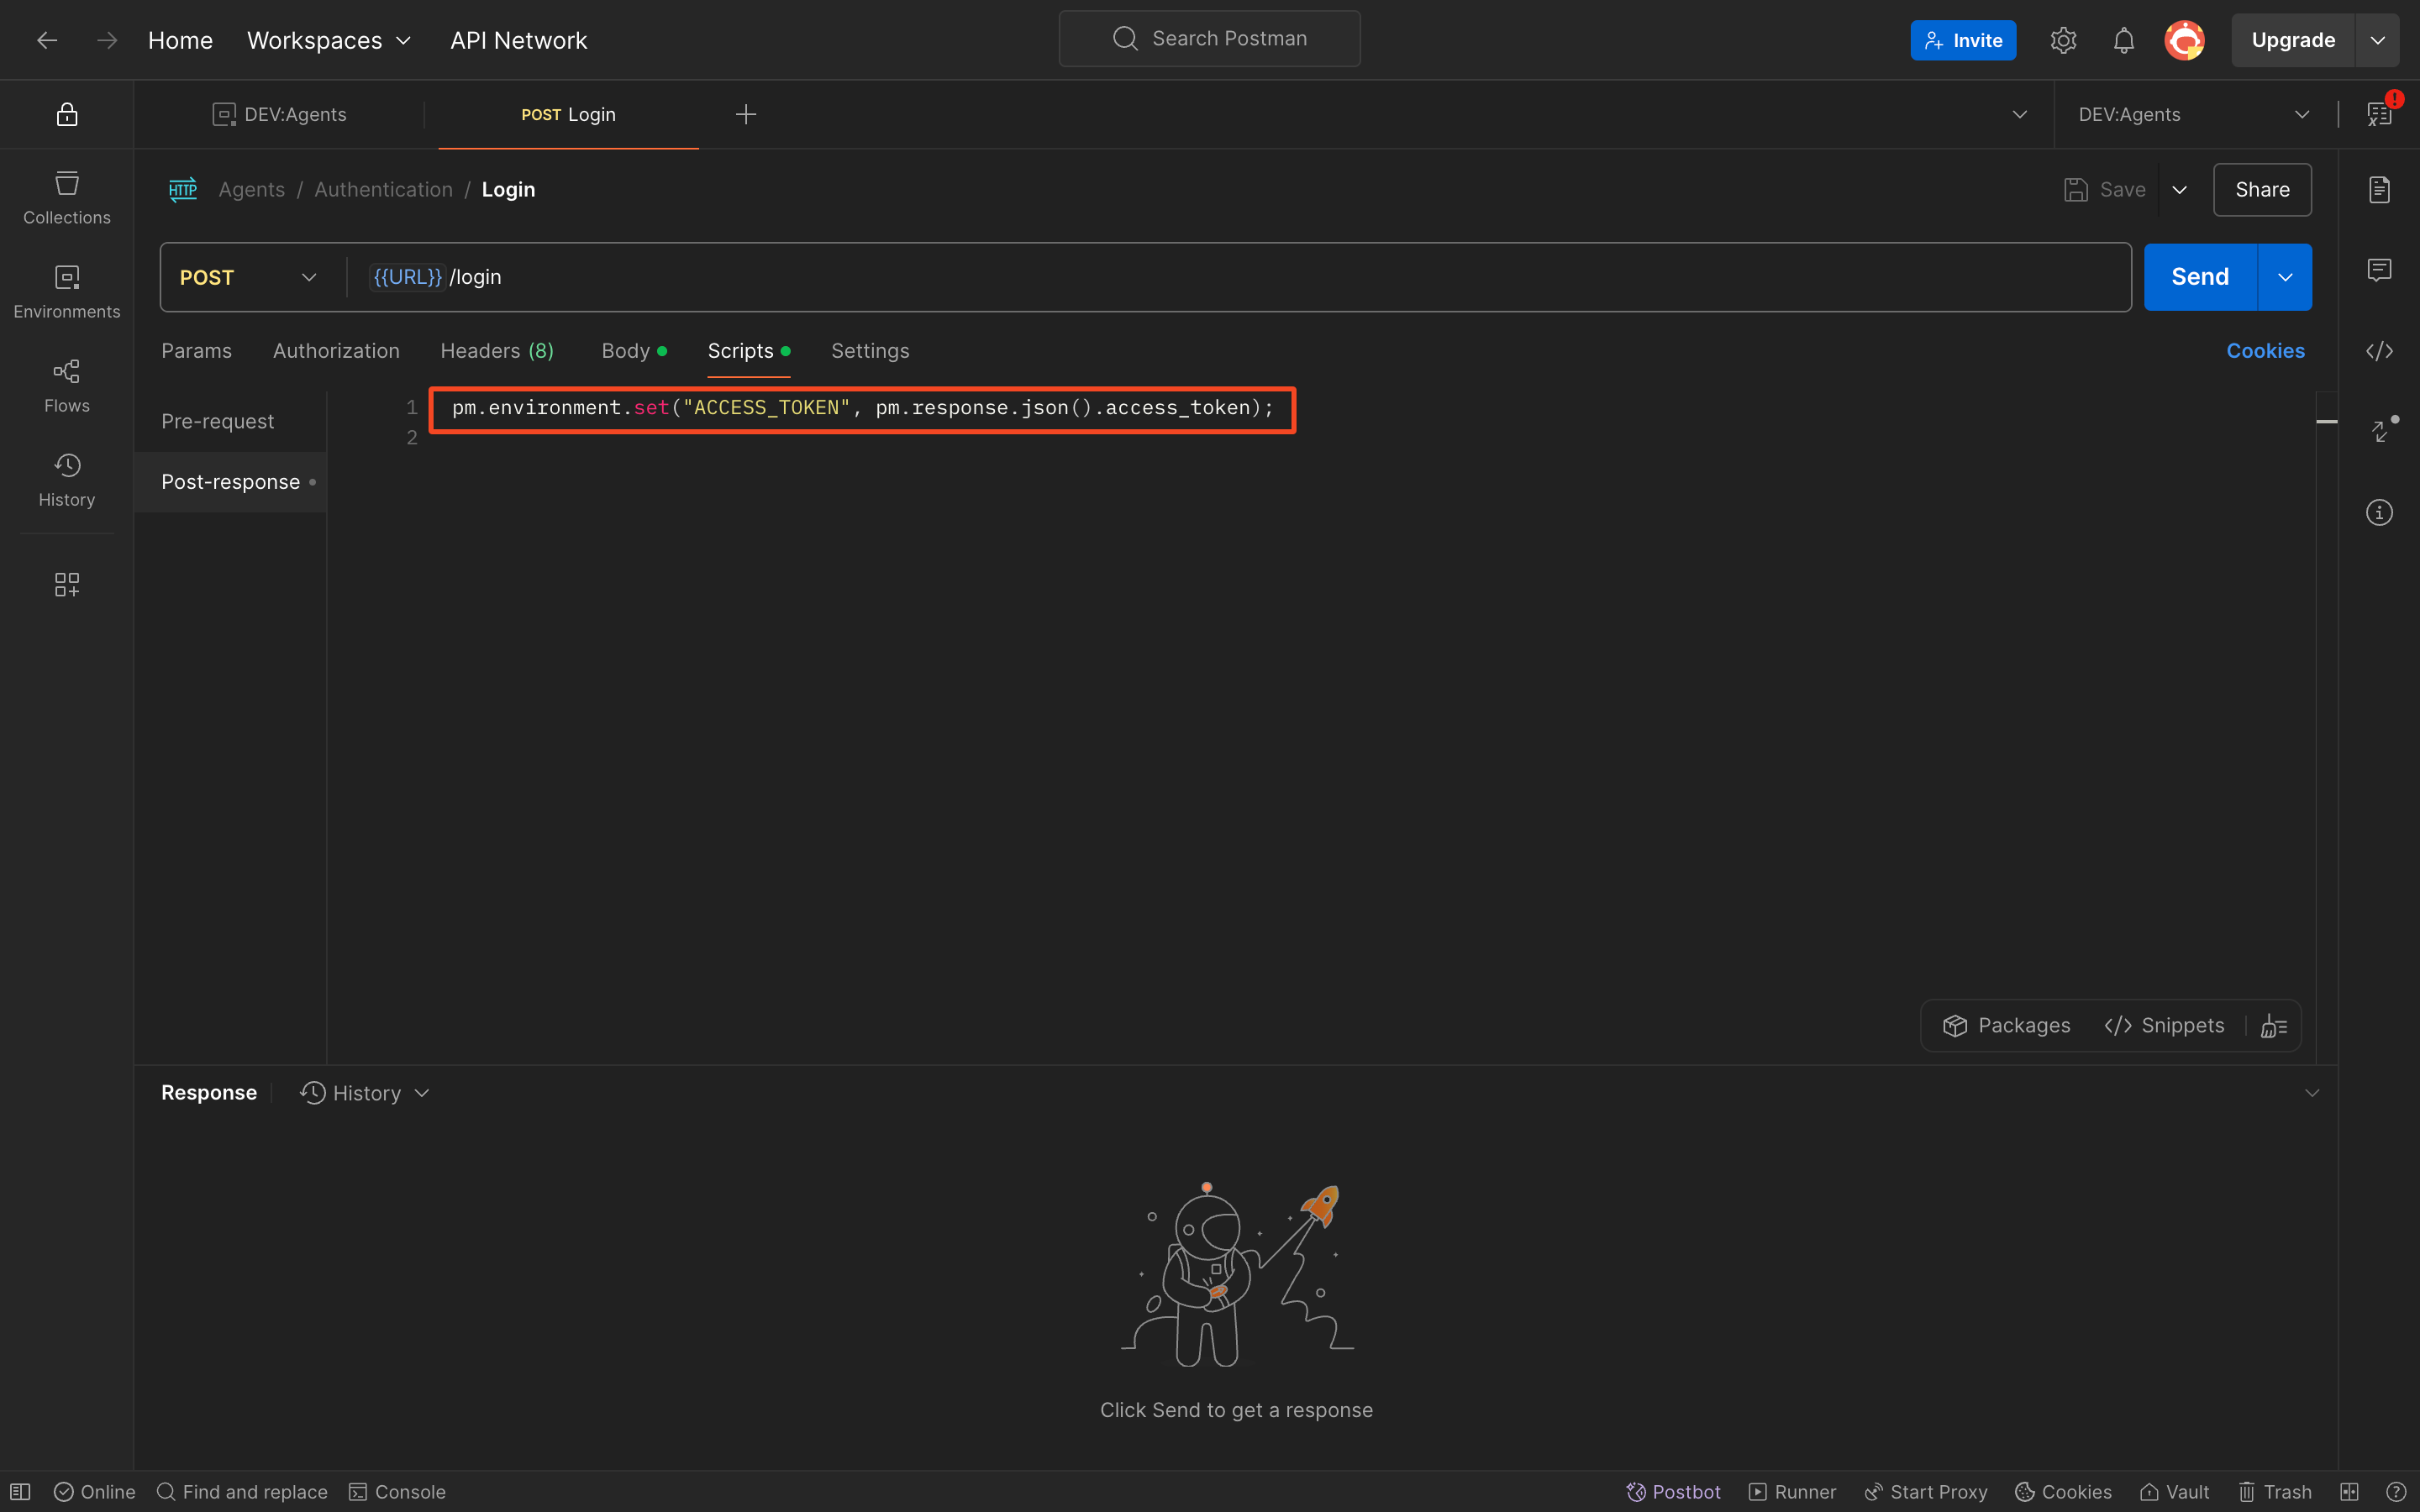 Home Workspaces API Network Search Postman Invite Upgrade
DEV:Agents POST Login DEV:Agents
HTTP Agents / Authentication / Login Save Share
POST {{URL}}/login Send
Params Authorization Headers (8) Body Scripts Settings Cookies
Collections
Environments
Flows
History
Pre-request
Post-response
1 pm.environment.set("ACCESS_TOKEN", pm.response.json().access_token);
2
Packages Snippets
Response History
Click Send to get a response
Online Find and replace Console Postbot Runner Start Proxy Cookies Vault Trash